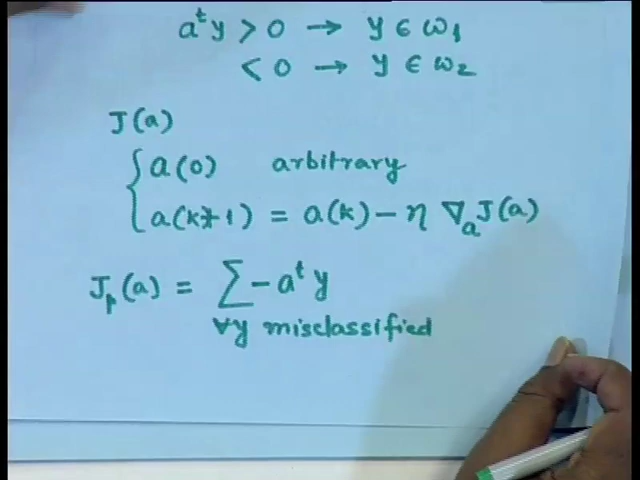 aᵗy > 0 → y ∈ ω₁
< 0 → y ∈ ω₂
J(a)
{ a(0) arbitrary
a(k+1) = a(k) − η ∇ₐJ(a)
Jₚ(a) = ∑ −aᵗy
∀y misclassified